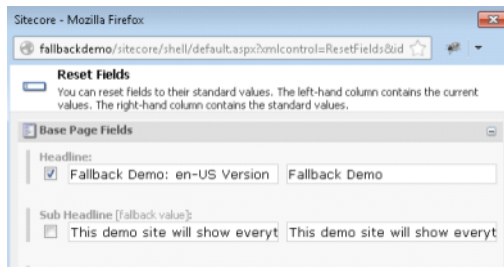 Sitecore - Mozilla Firefox
fallbackdemo/sitecore/shell/default.aspx?xmlcontrol=ResetFields&id
Reset Fields
You can reset fields to their standard values. The left-hand column contains the current
values. The right-hand column contains the standard values.
Base Page Fields
Headline:
Fallback Demo: en-US Version Fallback Demo
Sub Headline [fallback value]:
This demo site will show everyt This demo site will show everyt